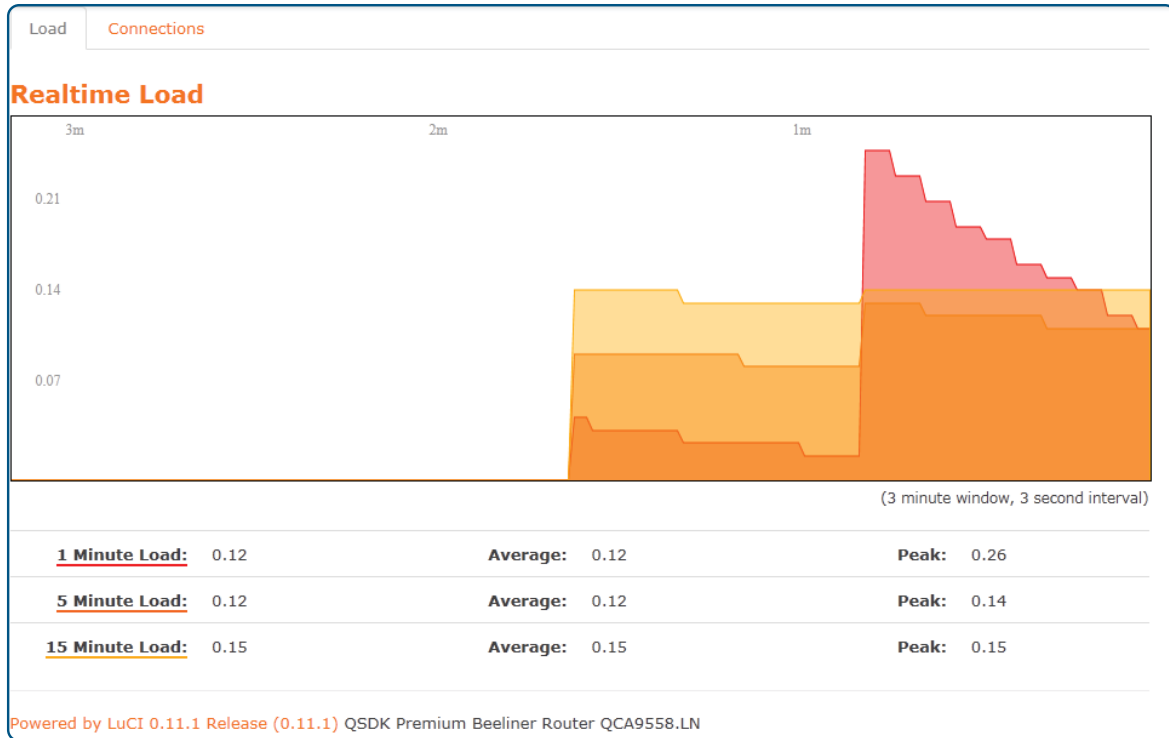 Load Connections
Realtime Load
3m 2m 1m
0.21
0.14
0.07
(3 minute window, 3 second interval)
1 Minute Load: 0.12 Average: 0.12 Peak: 0.26
5 Minute Load: 0.12 Average: 0.12 Peak: 0.14
15 Minute Load: 0.15 Average: 0.15 Peak: 0.15
Powered by LuCI 0.11.1 Release (0.11.1) QSDK Premium Beeliner Router QCA9558.LN